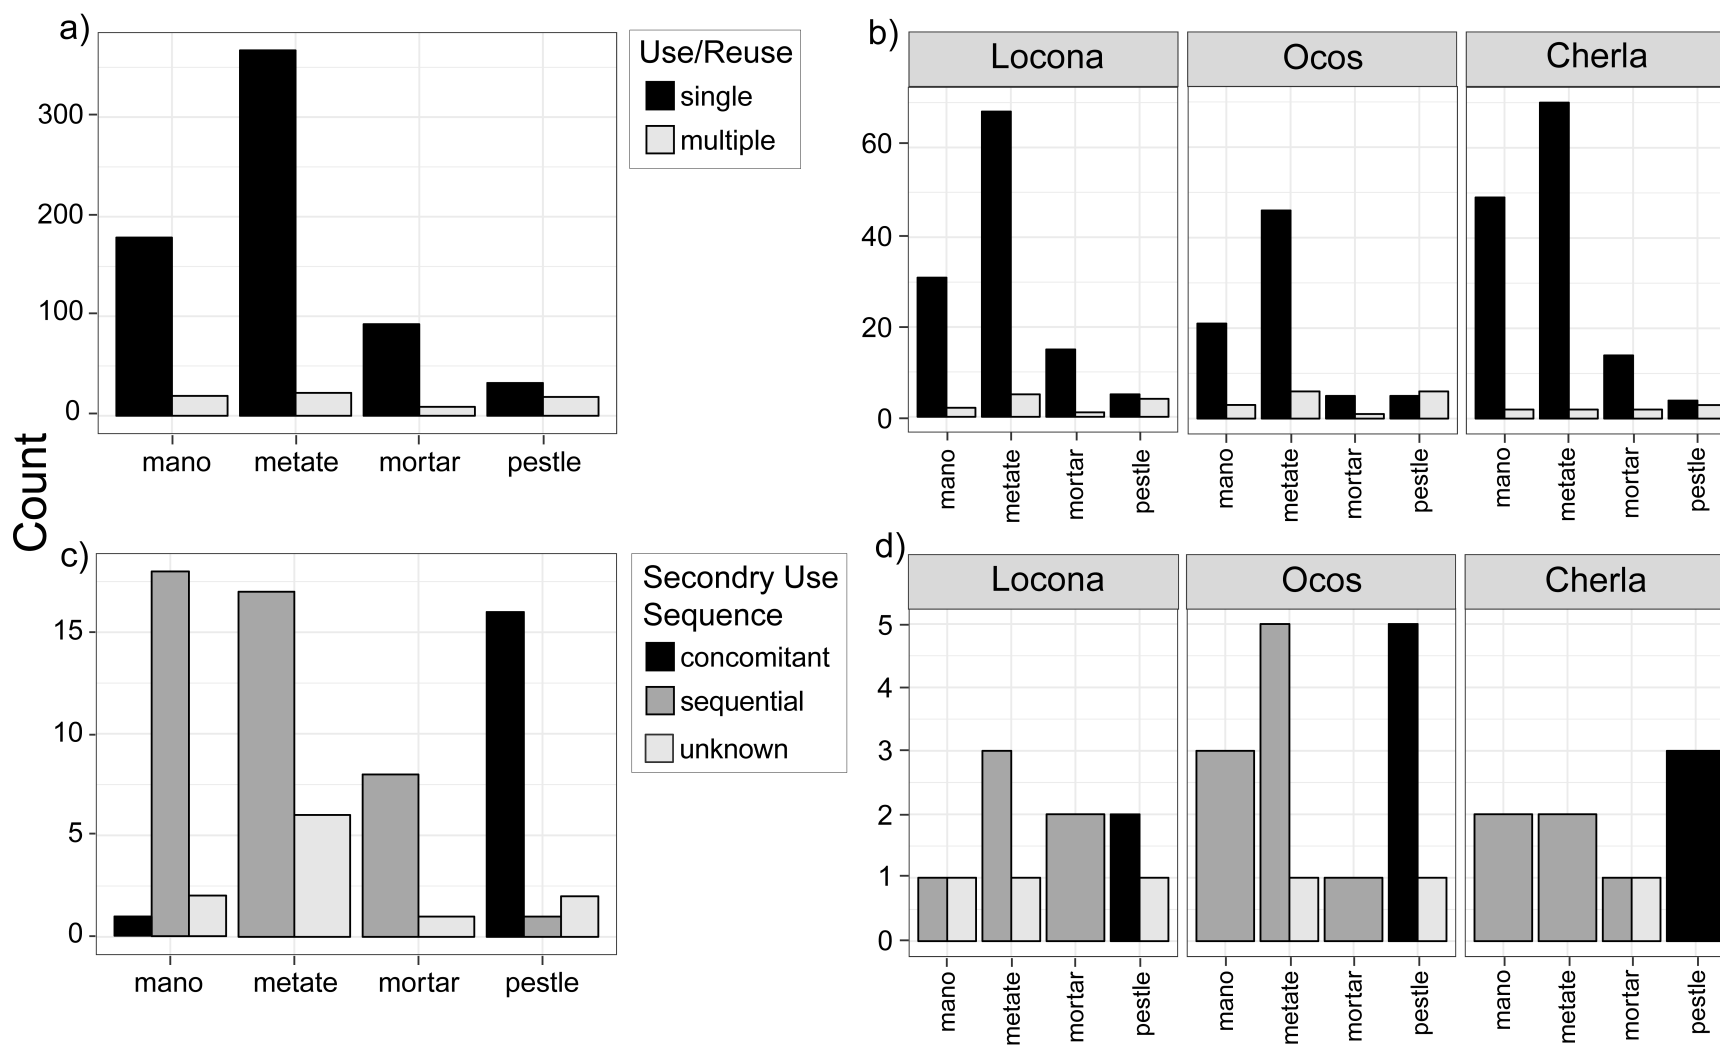 a)
Use/Reuse
single
multiple
300
200
100
0
mano metate mortar pestle
b)
Locona Ocos Cherla
60
40
20
0
mano metate mortar pestle mano metate mortar pestle mano metate mortar pestle
Count
c)
Secondry Use
Sequence
concomitant
sequential
unknown
15
10
5
0
mano metate mortar pestle
d)
Locona Ocos Cherla
5
4
3
2
1
0
mano metate mortar pestle mano metate mortar pestle mano metate mortar pestle